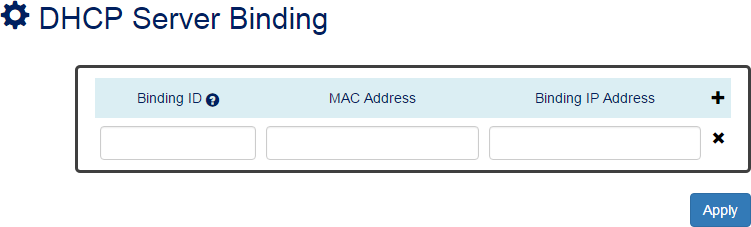 DHCP Server Binding
Binding ID ? MAC Address Binding IP Address
Apply